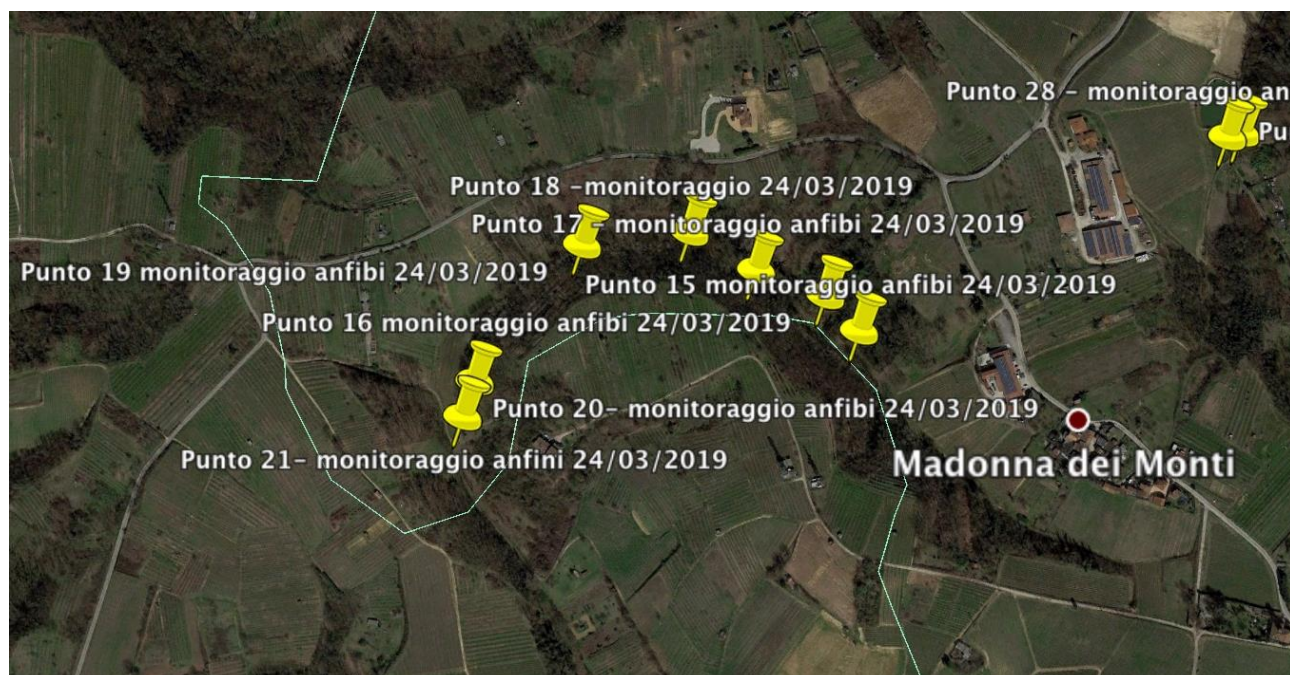 Punto 28 - monitoraggio an
Pu
Punto 18 -monitoraggio 24/03/2019
Punto 17 - monitoraggio anfibi 24/03/2019
Punto 19 monitoraggio anfibi 24/03/2019
Punto 15 monitoraggio anfibi 24/03/2019
Punto 16 monitoraggio anfibi 24/03/2019
Punto 20- monitoraggio anfibi 24/03/2019
Punto 21- monitoraggio anfini 24/03/2019
Madonna dei Monti